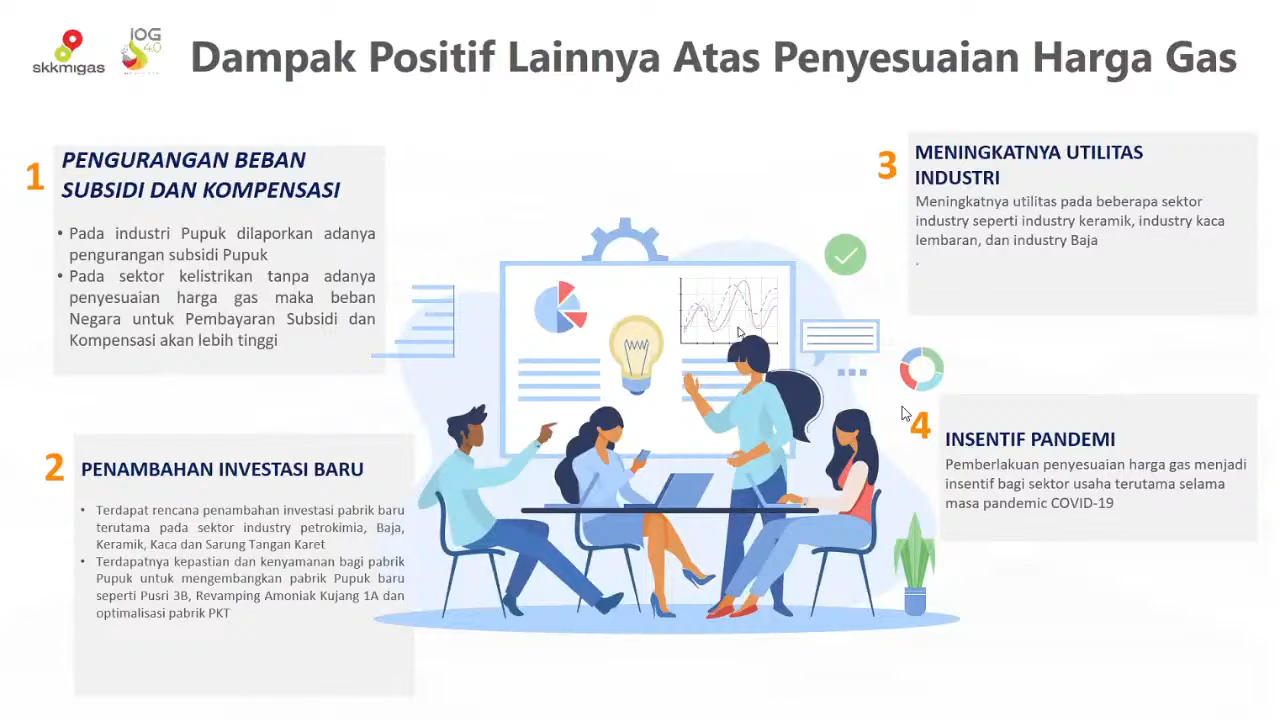 skkmigas
IOG
4.0
Dampak Positif Lainnya Atas Penyesuaian Harga Gas
1
PENGURANGAN BEBAN
SUBSIDI DAN KOMPENSASI
• Pada industri Pupuk dilaporkan adanya
pengurangan subsidi Pupuk
• Pada sektor kelistrikan tanpa adanya
penyesuaian harga gas maka beban
Negara untuk Pembayaran Subsidi dan
Kompensasi akan lebih tinggi
2
PENAMBAHAN INVESTASI BARU
• Terdapat rencana penambahan investasi pabrik baru
terutama pada sektor industry petrokimia, Baja,
Keramik, Kaca dan Sarung Tangan Karet
• Terdapatnya kepastian dan kenyamanan bagi pabrik
Pupuk untuk mengembangkan pabrik Pupuk baru
seperti Pusri 3B, Revamping Amoniak Kujang 1A dan
optimalisasi pabrik PKT
3
MENINGKATNYA UTILITAS
INDUSTRI
Meningkatnya utilitas pada beberapa sektor
industry seperti industry keramik, industry kaca
lembaran, dan industry Baja
.
4
INSENTIF PANDEMI
Pemberlakuan penyesuaian harga gas menjadi
insentif bagi sektor usaha terutama selama
masa pandemic COVID-19